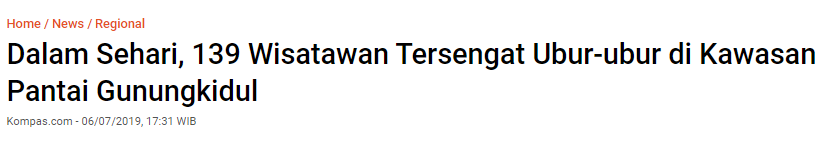 Home / News / Regional
Dalam Sehari, 139 Wisatawan Tersengat Ubur-ubur di Kawasan
Pantai Gunungkidul
Kompas.com - 06/07/2019, 17:31 WIB